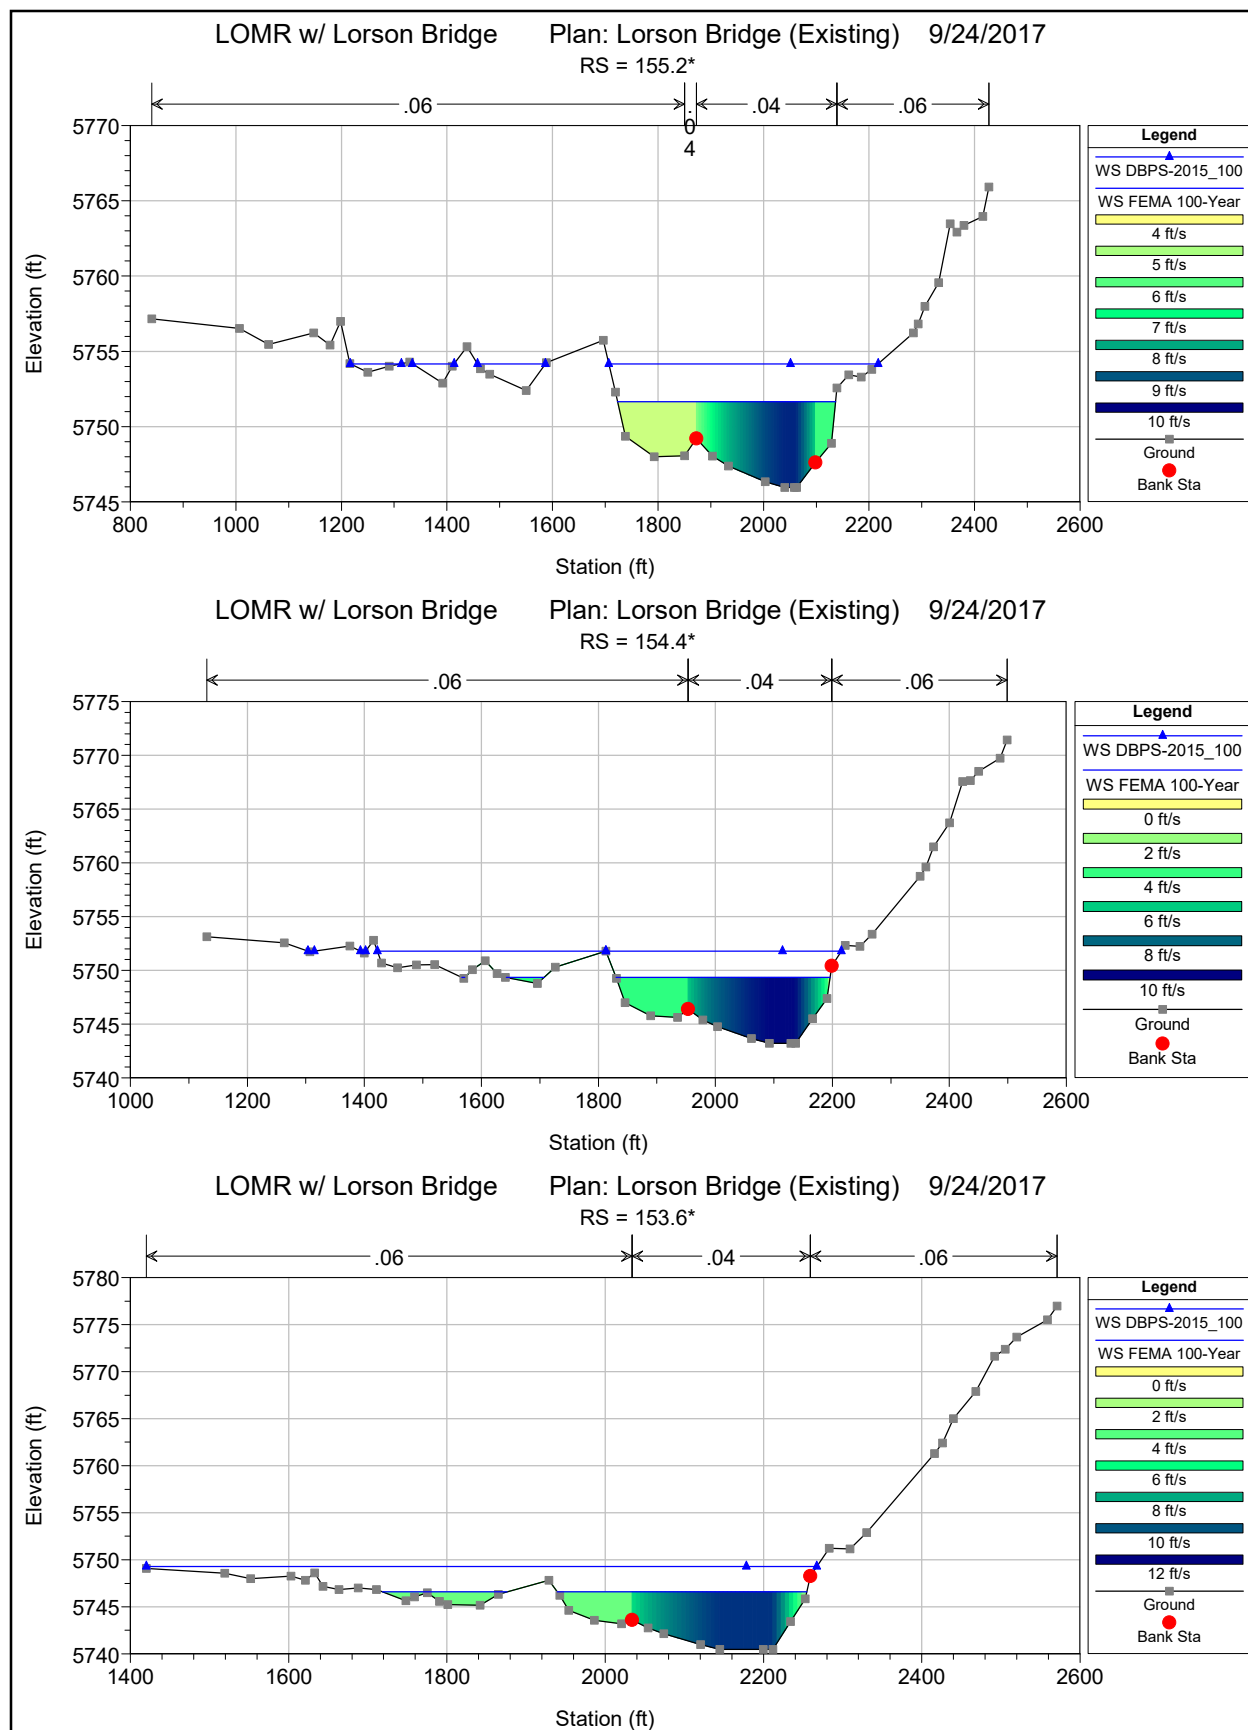 LOMR w/ Lorson Bridge Plan: Lorson Bridge (Existing) 9/24/2017
RS = 155.2*
.06 .04 .04 .06
5770
5765
5760
5755
5750
5745
Elevation (ft)
800 1000 1200 1400 1600 1800 2000 2200 2400 2600
Station (ft)
Legend
WS DBPS-2015_100
WS FEMA 100-Year
4 ft/s
5 ft/s
6 ft/s
7 ft/s
8 ft/s
9 ft/s
10 ft/s
Ground
Bank Sta
LOMR w/ Lorson Bridge Plan: Lorson Bridge (Existing) 9/24/2017
RS = 154.4*
.06 .04 .06
5775
5770
5765
5760
5755
5750
5745
5740
Elevation (ft)
1000 1200 1400 1600 1800 2000 2200 2400 2600
Station (ft)
Legend
WS DBPS-2015_100
WS FEMA 100-Year
0 ft/s
2 ft/s
4 ft/s
6 ft/s
8 ft/s
10 ft/s
Ground
Bank Sta
LOMR w/ Lorson Bridge Plan: Lorson Bridge (Existing) 9/24/2017
RS = 153.6*
.06 .04 .06
5780
5775
5770
5765
5760
5755
5750
5745
5740
Elevation (ft)
1400 1600 1800 2000 2200 2400 2600
Station (ft)
Legend
WS DBPS-2015_100
WS FEMA 100-Year
0 ft/s
2 ft/s
4 ft/s
6 ft/s
8 ft/s
10 ft/s
12 ft/s
Ground
Bank Sta